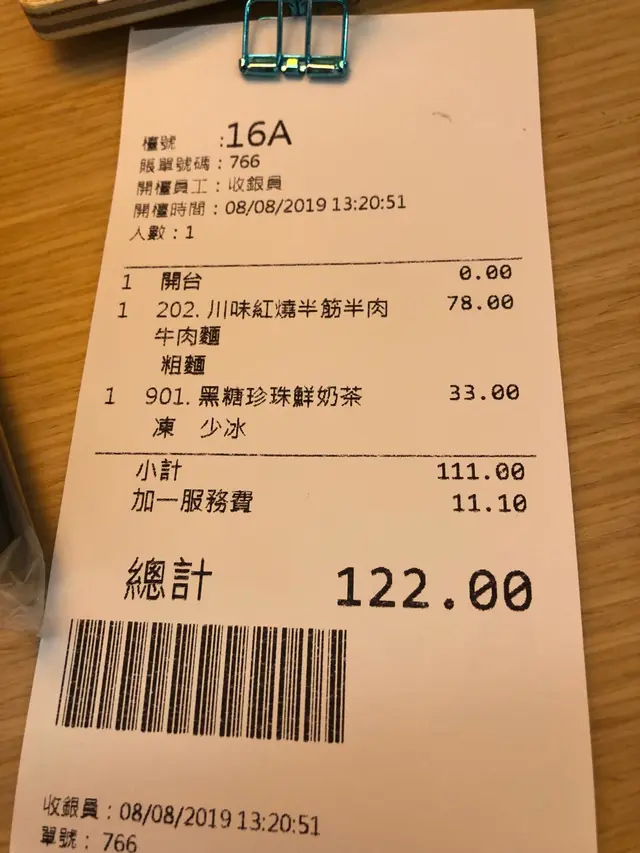 檯號 :16A
賬單號碼：766
開檯員工：收銀員
開檯時間：08/08/2019 13:20:51
人數：1
1 開台 0.00
1 202. 川味紅燒半筋半肉 78.00
牛肉麵
粗麵
1 901. 黑糖珍珠鮮奶茶 33.00
凍 少冰
小計 111.00
加一服務費 11.10
總計 122.00
收銀員：08/08/2019 13:20:51
單號：766